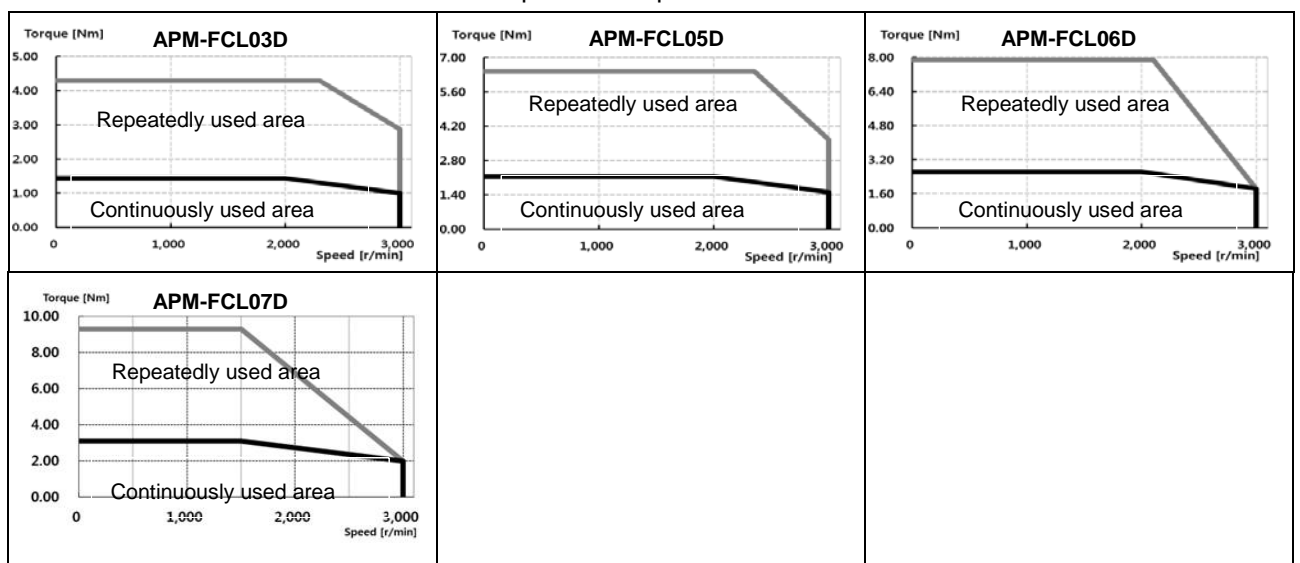 Torque [Nm]
APM-FCL03D
5.00
4.00
3.00
2.00
1.00
0.00
Repeatedly used area
Continuously used area
0
1,000
2,000
3,000
Speed [r/min]
Torque [Nm]
APM-FCL05D
7.00
5.60
4.20
2.80
1.40
0.00
Repeatedly used area
Continuously used area
0
1,000
2,000
3,000
Speed [r/min]
Torque [Nm]
APM-FCL06D
8.00
6.40
4.80
3.20
1.60
0.00
Repeatedly used area
Continuously used area
0
1,000
2,000
3,000
Speed [r/min]
Torque [Nm]
APM-FCL07D
10.00
8.00
6.00
4.00
2.00
0.00
Repeatedly used area
Continuously used area
0
1,000
2,000
3,000
Speed [r/min]